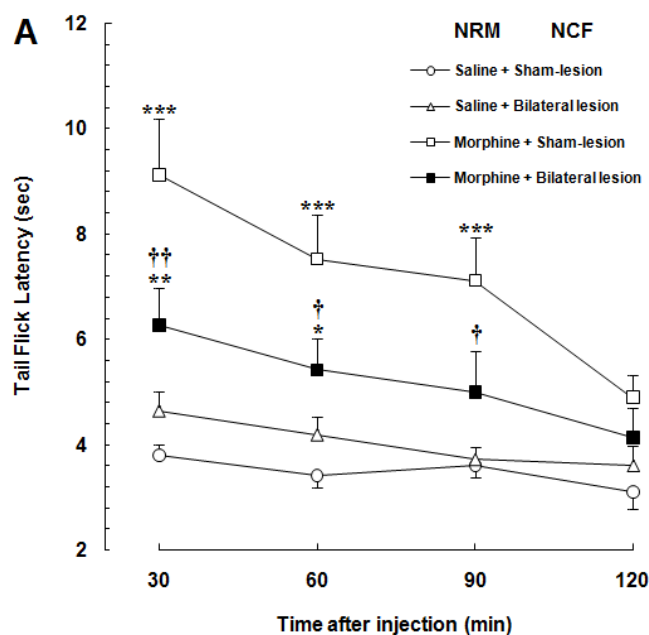 A
NRM NCF
Saline + Sham-lesion
Saline + Bilateral lesion
Morphine + Sham-lesion
Morphine + Bilateral lesion
Tail Flick Latency (sec)
12
10
8
6
4
2
***
***
***
††
**
†
*
†
30 60 90 120
Time after injection (min)